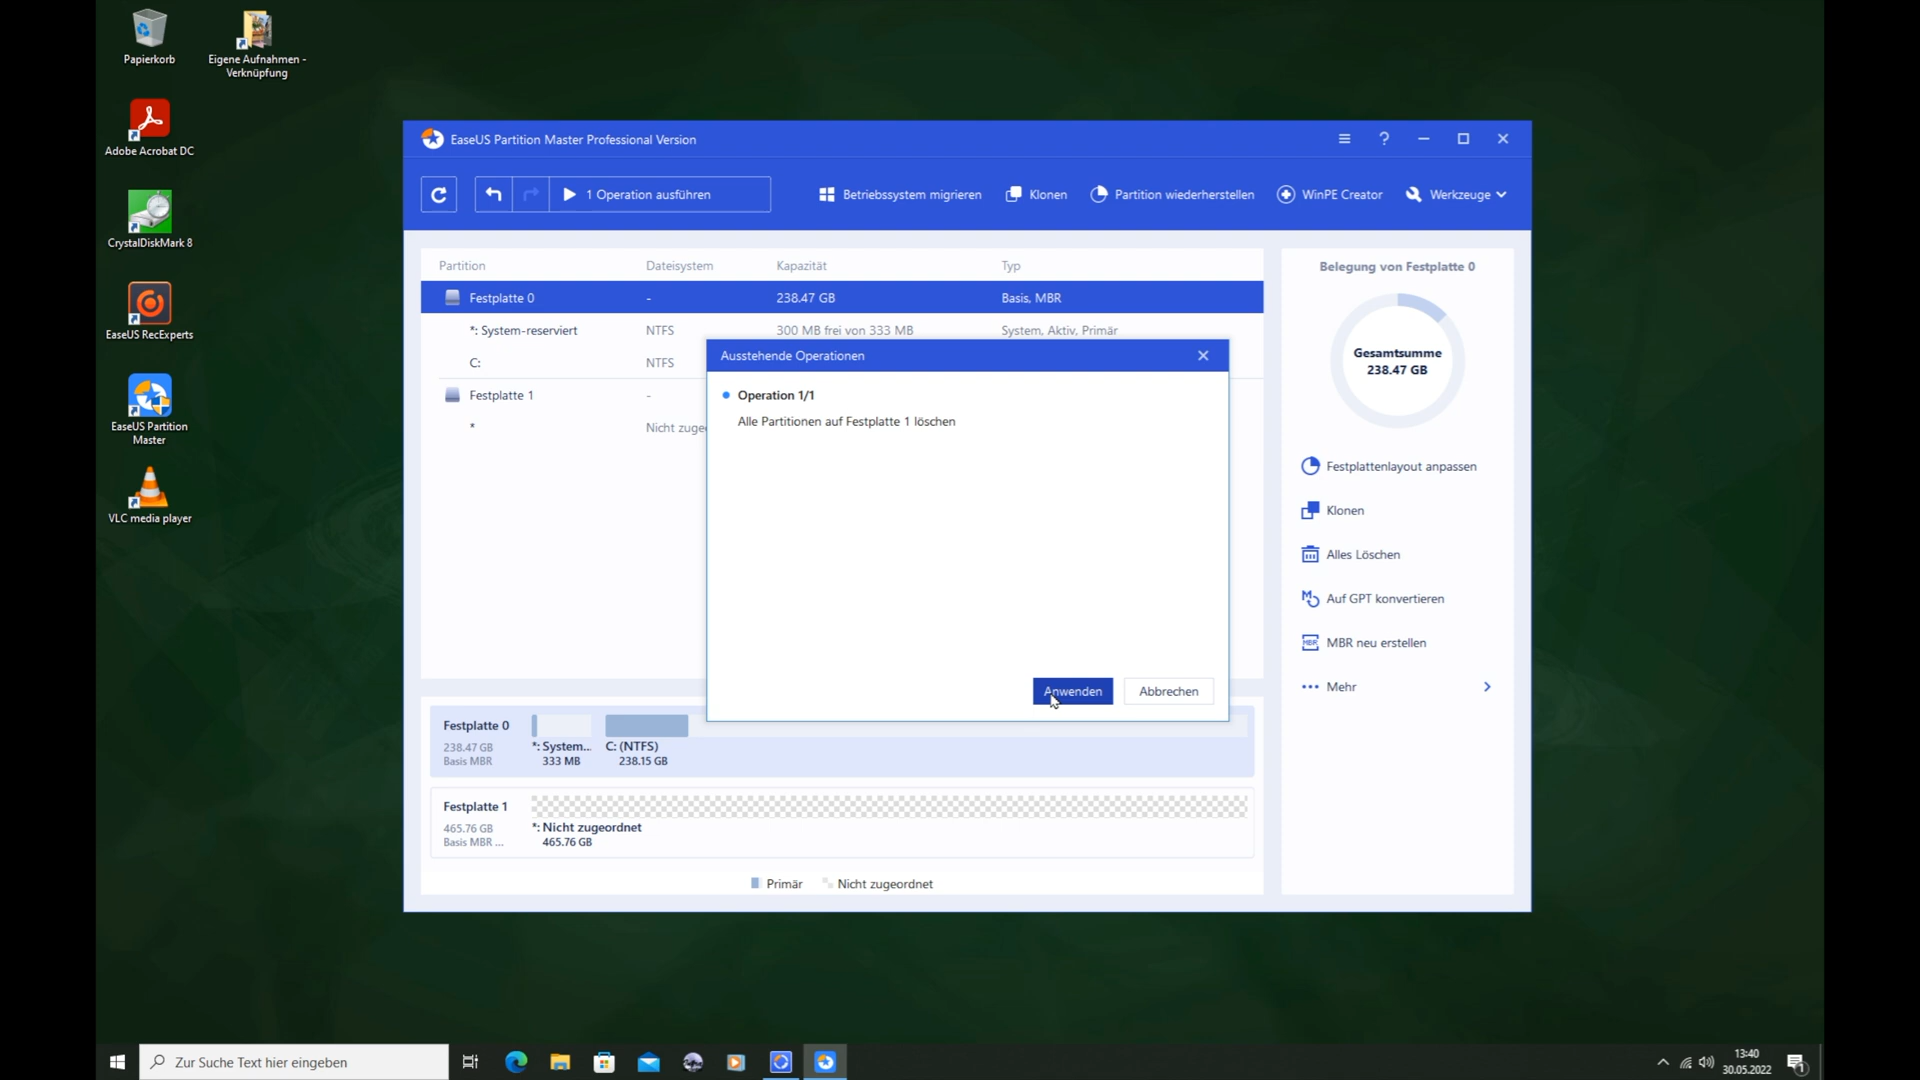 Papierkorb
Eigene Aufnahmen -
Verknüpfung
Adobe Acrobat DC
CrystalDiskMark 8
EaseUS RecExperts
EaseUS Partition
Master
VLC media player
EaseUS Partition Master Professional Version
1 Operation ausführen
Betriebssystem migrieren
Klonen
Partition wiederherstellen
WinPE Creator
Werkzeuge
Partition Dateisystem Kapazität Typ
Festplatte 0 - 238.47 GB Basis, MBR
*: System-reserviert NTFS 300 MB frei von 333 MB System, Aktiv, Primär
C: NTFS
Festplatte 1 -
* Nicht zuge
Ausstehende Operationen
Operation 1/1
Alle Partitionen auf Festplatte 1 löschen
Anwenden
Abbrechen
Belegung von Festplatte 0
Gesamtsumme
238.47 GB
Festplattenlayout anpassen
Klonen
Alles Löschen
Auf GPT konvertieren
MBR neu erstellen
Mehr
Festplatte 0
238.47 GB
Basis MBR
*: System...
333 MB
C: (NTFS)
238.15 GB
Festplatte 1
465.76 GB
Basis MBR ...
*: Nicht zugeordnet
465.76 GB
Primär
Nicht zugeordnet
Zur Suche Text hier eingeben
13:40
30.05.2022
1